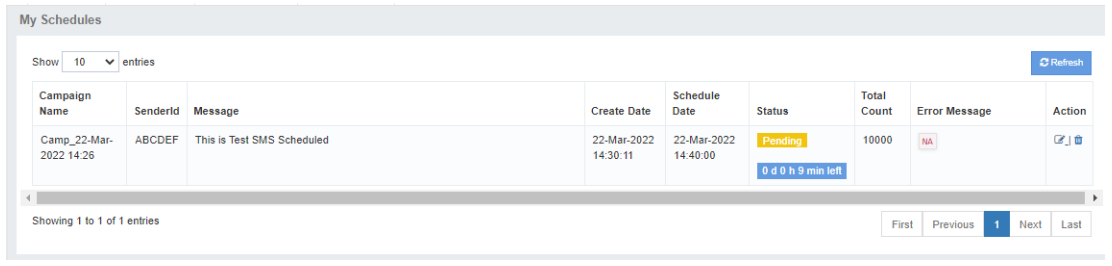 My Schedules
Show 10 entries
Refresh
Campaign Name SenderId Message Create Date Schedule Date Status Total Count Error Message Action
Camp_22-Mar-2022 14:26 ABCDEF This is Test SMS Scheduled 22-Mar-2022 14:30:11 22-Mar-2022 14:40:00 Pending 10000 NA |
0 d 0 h 9 min left
Showing 1 to 1 of 1 entries
First Previous 1 Next Last